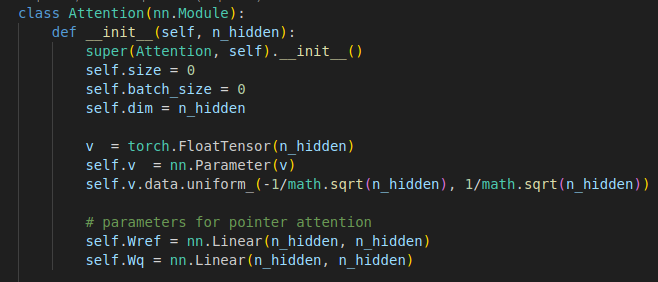 class Attention(nn.Module):
    def __init__(self, n_hidden):
        super(Attention, self).__init__()
        self.size = 0
        self.batch_size = 0
        self.dim = n_hidden

        v  = torch.FloatTensor(n_hidden)
        self.v  = nn.Parameter(v)
        self.v.data.uniform_(-1/math.sqrt(n_hidden), 1/math.sqrt(n_hidden))

        # parameters for pointer attention
        self.Wref = nn.Linear(n_hidden, n_hidden)
        self.Wq = nn.Linear(n_hidden, n_hidden)